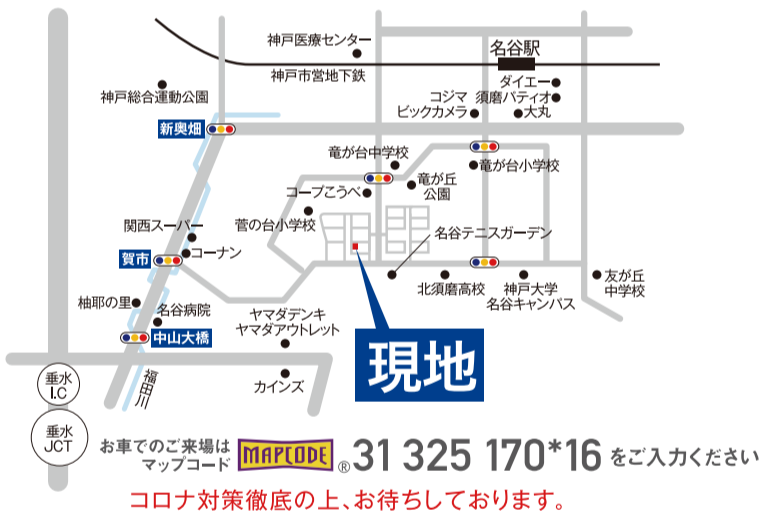 神戸医療センター
名谷駅
神戸市営地下鉄
ダイエー
神戸総合運動公園
コジマ
ビックカメラ
須磨パティオ
大丸
新奥畑
竜が台中学校
竜が台小学校
竜が丘
公園
コープこうべ
菅の台小学校
関西スーパー
名谷テニスガーデン
コーナン
賀市
北須磨高校
神戸大学
名谷キャンパス
友が丘
中学校
柚耶の里
名谷病院
ヤマダデンキ
ヤマダアウトレット
中山大橋
現地
福田川
カインズ
垂水
I.C
垂水
JCT
お車でのご来場は
マップコード
MAPCODE
® 31 325 170*16 をご入力ください
コロナ対策徹底の上、お待ちしております。